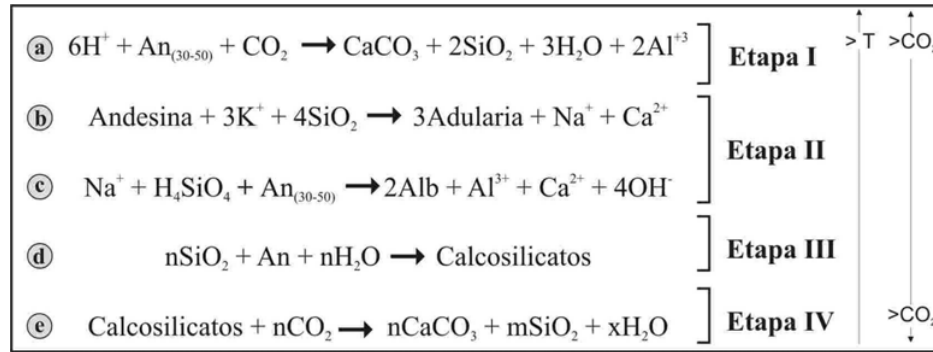 > T >CO₂
ⓐ 6H⁺ + An₍₃₀₋₅₀₎ + CO₂ → CaCO₃ + 2SiO₂ + 3H₂O + 2Al⁺³
Etapa I
ⓑ Andesina + 3K⁺ + 4SiO₂ → 3Adularia + Na⁺ + Ca²⁺
Etapa II
ⓒ Na⁺ + H₄SiO₄ + An₍₃₀₋₅₀₎ → 2Alb + Al³⁺ + Ca²⁺ + 4OH⁻
ⓓ nSiO₂ + An + nH₂O → Calcosilicatos
Etapa III
ⓔ Calcosilicatos + nCO₂ → nCaCO₃ + mSiO₂ + xH₂O
Etapa IV
>CO₂